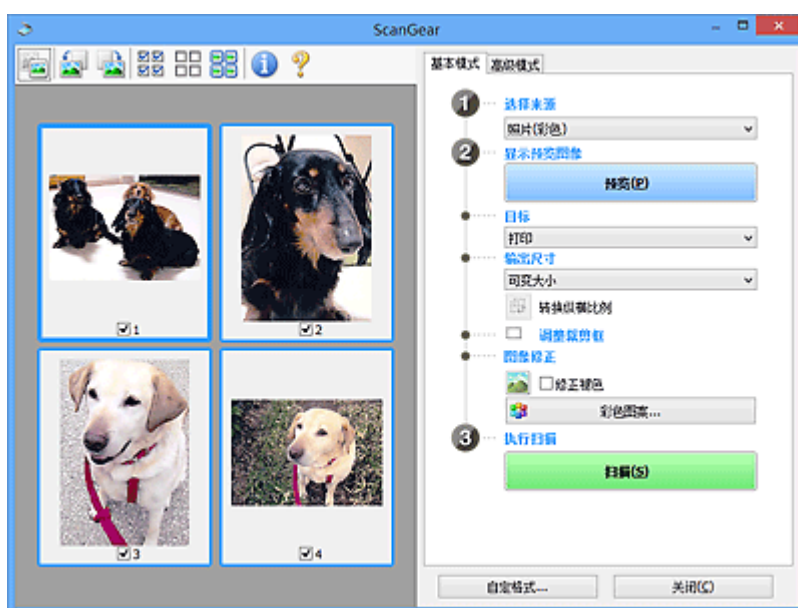 ScanGear
基本模式 高级模式
1 选择来源
照片(彩色)
2 显示预览图像
预览(P)
目标
打印
输出尺寸
可变大小
转换纵横比例
调整裁剪框
图像修正
修正褪色
彩色图案...
3 执行扫描
扫描(S)
1
2
3
4
自定格式...
关闭(C)